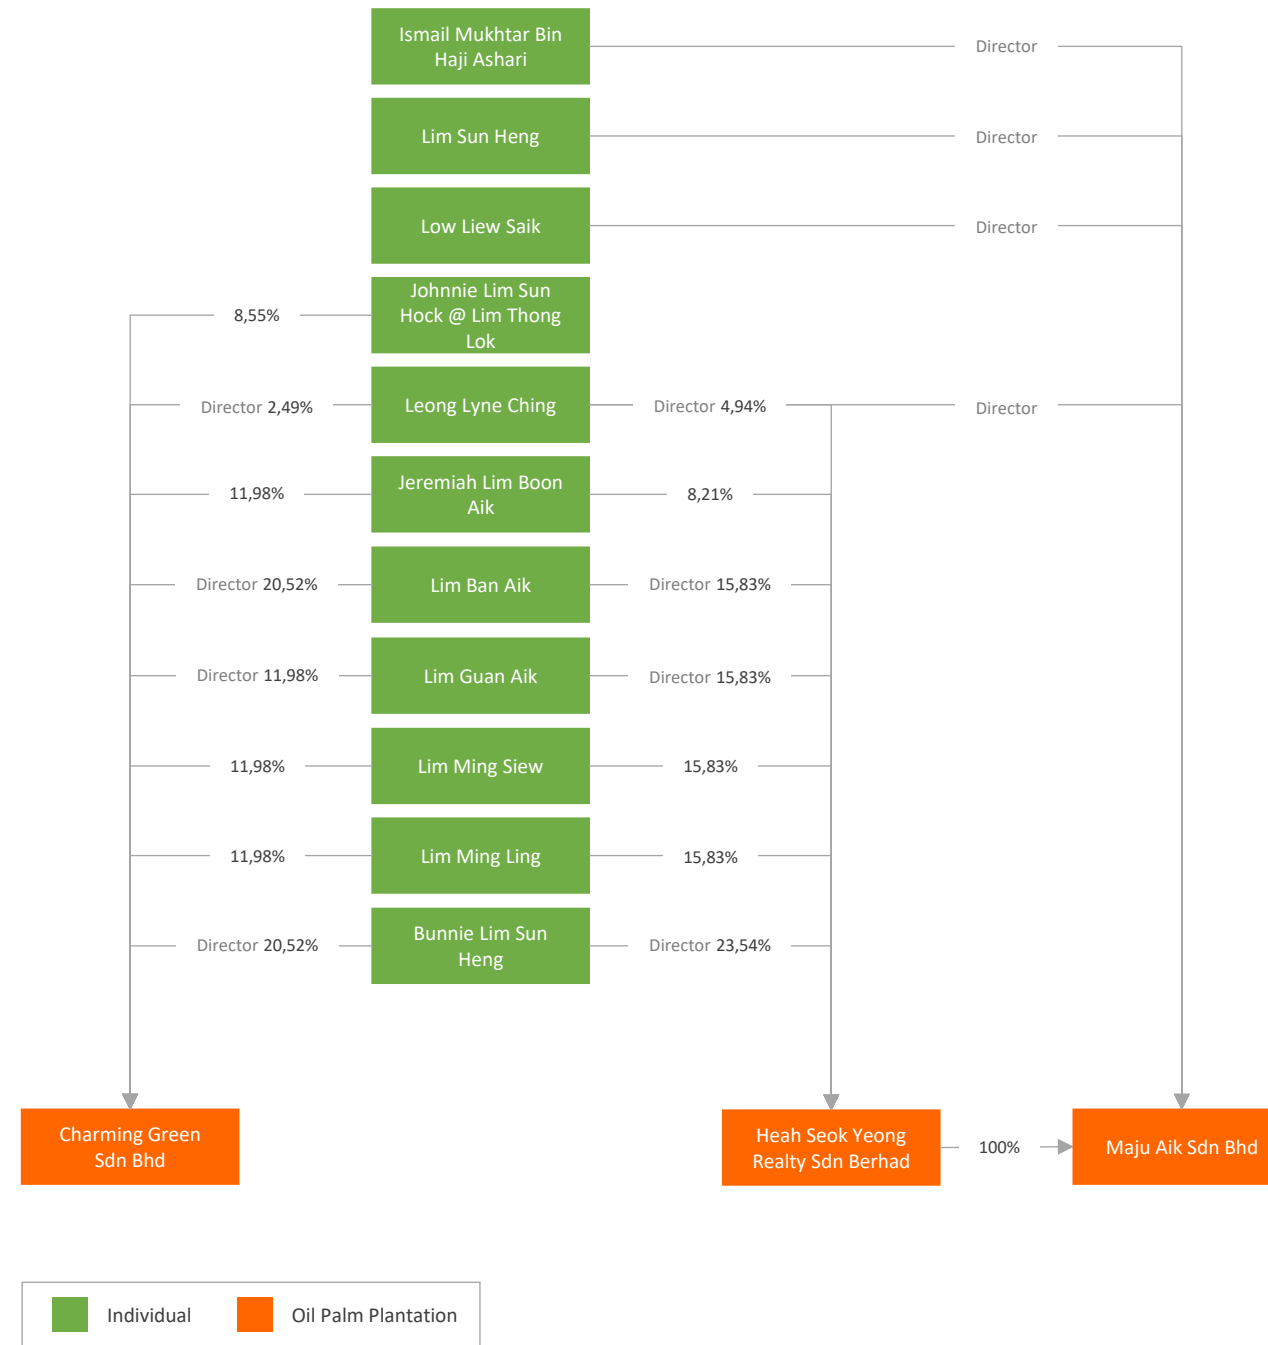 Ismail Mukhtar Bin
Haji Ashari
Director
Lim Sun Heng
Director
Low Liew Saik
Director
8,55%
Johnnie Lim Sun
Hock @ Lim Thong
Lok
Director 2,49%
Leong Lyne Ching
Director 4,94%
Director
11,98%
Jeremiah Lim Boon
Aik
8,21%
Director 20,52%
Lim Ban Aik
Director 15,83%
Director 11,98%
Lim Guan Aik
Director 15,83%
11,98%
Lim Ming Siew
15,83%
11,98%
Lim Ming Ling
15,83%
Director 20,52%
Bunnie Lim Sun
Heng
Director 23,54%
Charming Green
Sdn Bhd
Heah Seok Yeong
Realty Sdn Berhad
100%
Maju Aik Sdn Bhd
Individual
Oil Palm Plantation